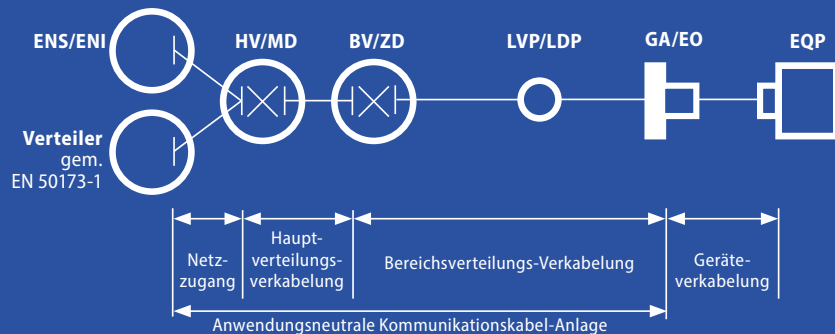 ENS/ENI
HV/MD
BV/ZD
LVP/LDP
GA/EO
EQP
Verteiler
gem.
EN 50173-1
Netz-
zugang
Haupt-
verteilungs-
verkabelung
Bereichsverteilungs-Verkabelung
Geräte-
verkabelung
Anwendungsneutrale Kommunikationskabel-Anlage